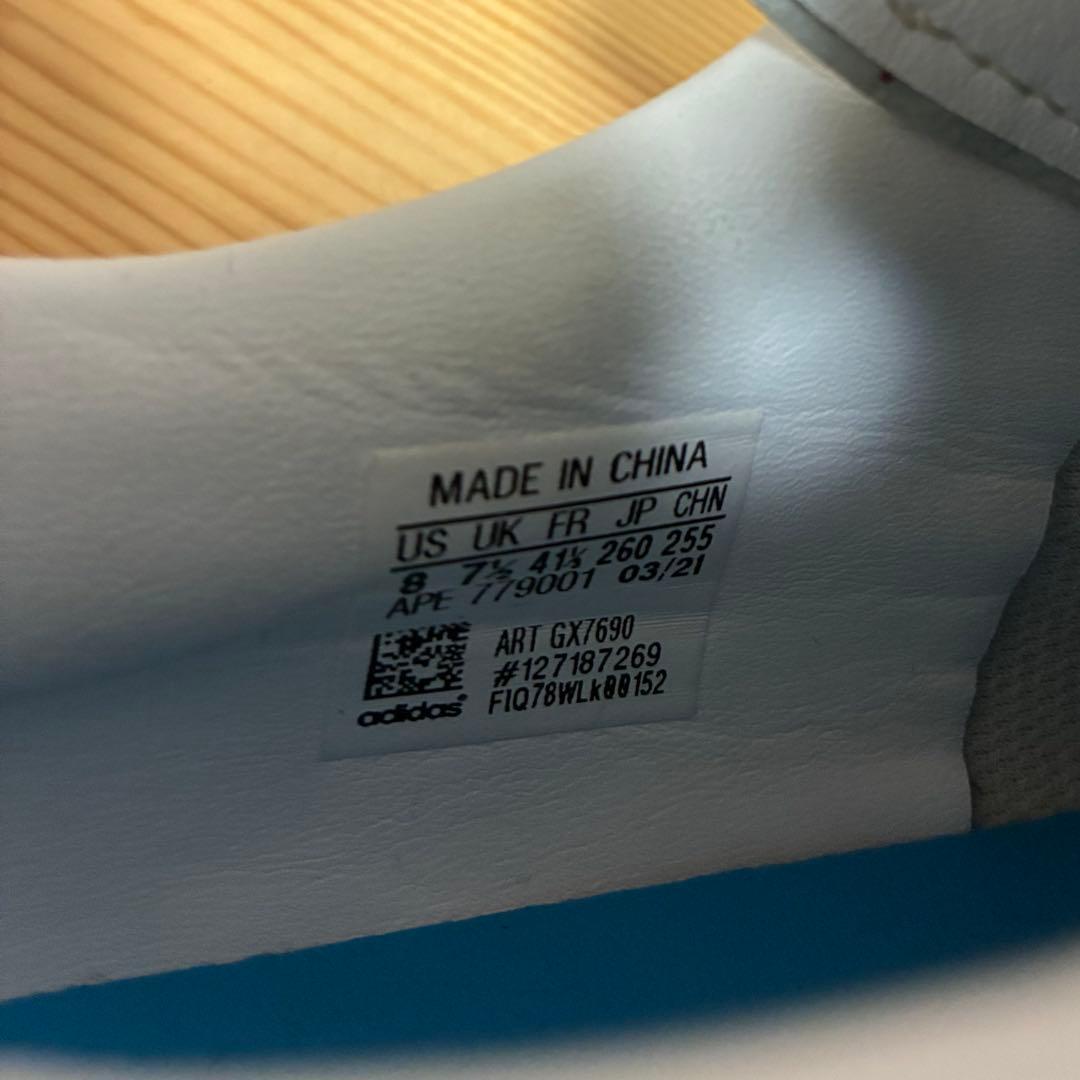 MADE IN CHINA
US UK FR JP CHN
8 7½ 41⅓ 260 255
APE 779001 03/21
ART GX7690
#127187269
FIQ78WLk00152
adidas®